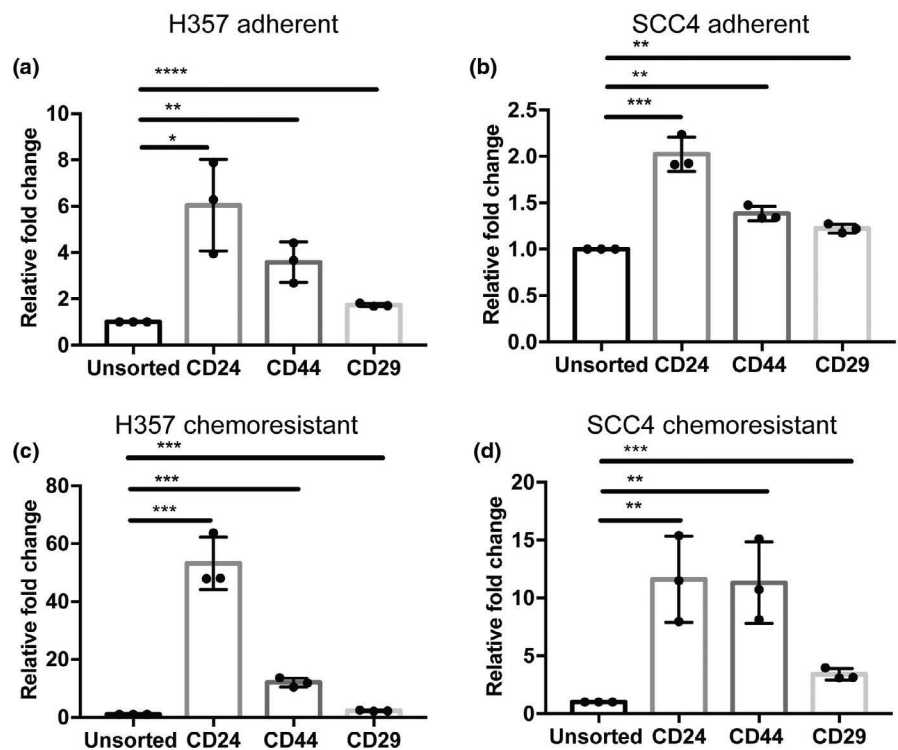 H357 adherent
(a)
****
**
*
Relative fold change
10
8
6
4
2
0
Unsorted CD24 CD44 CD29
SCC4 adherent
(b)
**
**
***
Relative fold change
2.5
2.0
1.5
1.0
0.5
0.0
Unsorted CD24 CD44 CD29
H357 chemoresistant
(c)
***
***
***
Relative fold change
80
60
40
20
0
Unsorted CD24 CD44 CD29
SCC4 chemoresistant
(d)
***
**
**
Relative fold change
20
15
10
5
0
Unsorted CD24 CD44 CD29